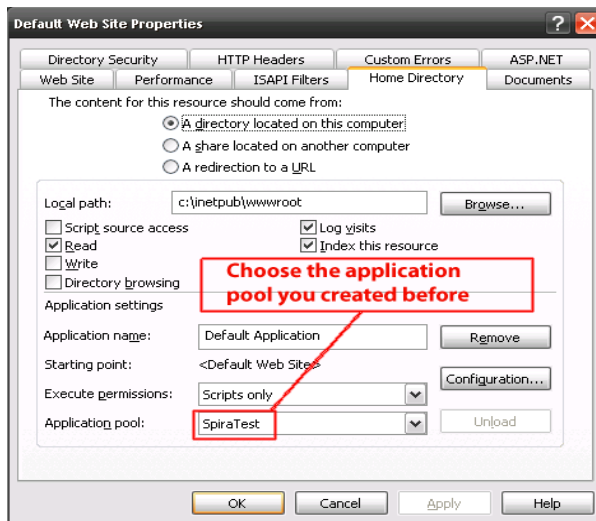 Default Web Site Properties
Directory Security HTTP Headers Custom Errors ASP.NET
Web Site Performance ISAPI Filters Home Directory Documents
The content for this resource should come from:
A directory located on this computer
A share located on another computer
A redirection to a URL
Local path: c:\inetpub\wwwroot Browse...
Script source access Log visits
Read Index this resource
Write
Directory browsing
Choose the application
pool you created before
Application settings
Application name: Default Application Remove
Starting point: <Default Web Site>
Configuration...
Execute permissions: Scripts only
Application pool: SpiraTest Unload
OK Cancel Apply Help